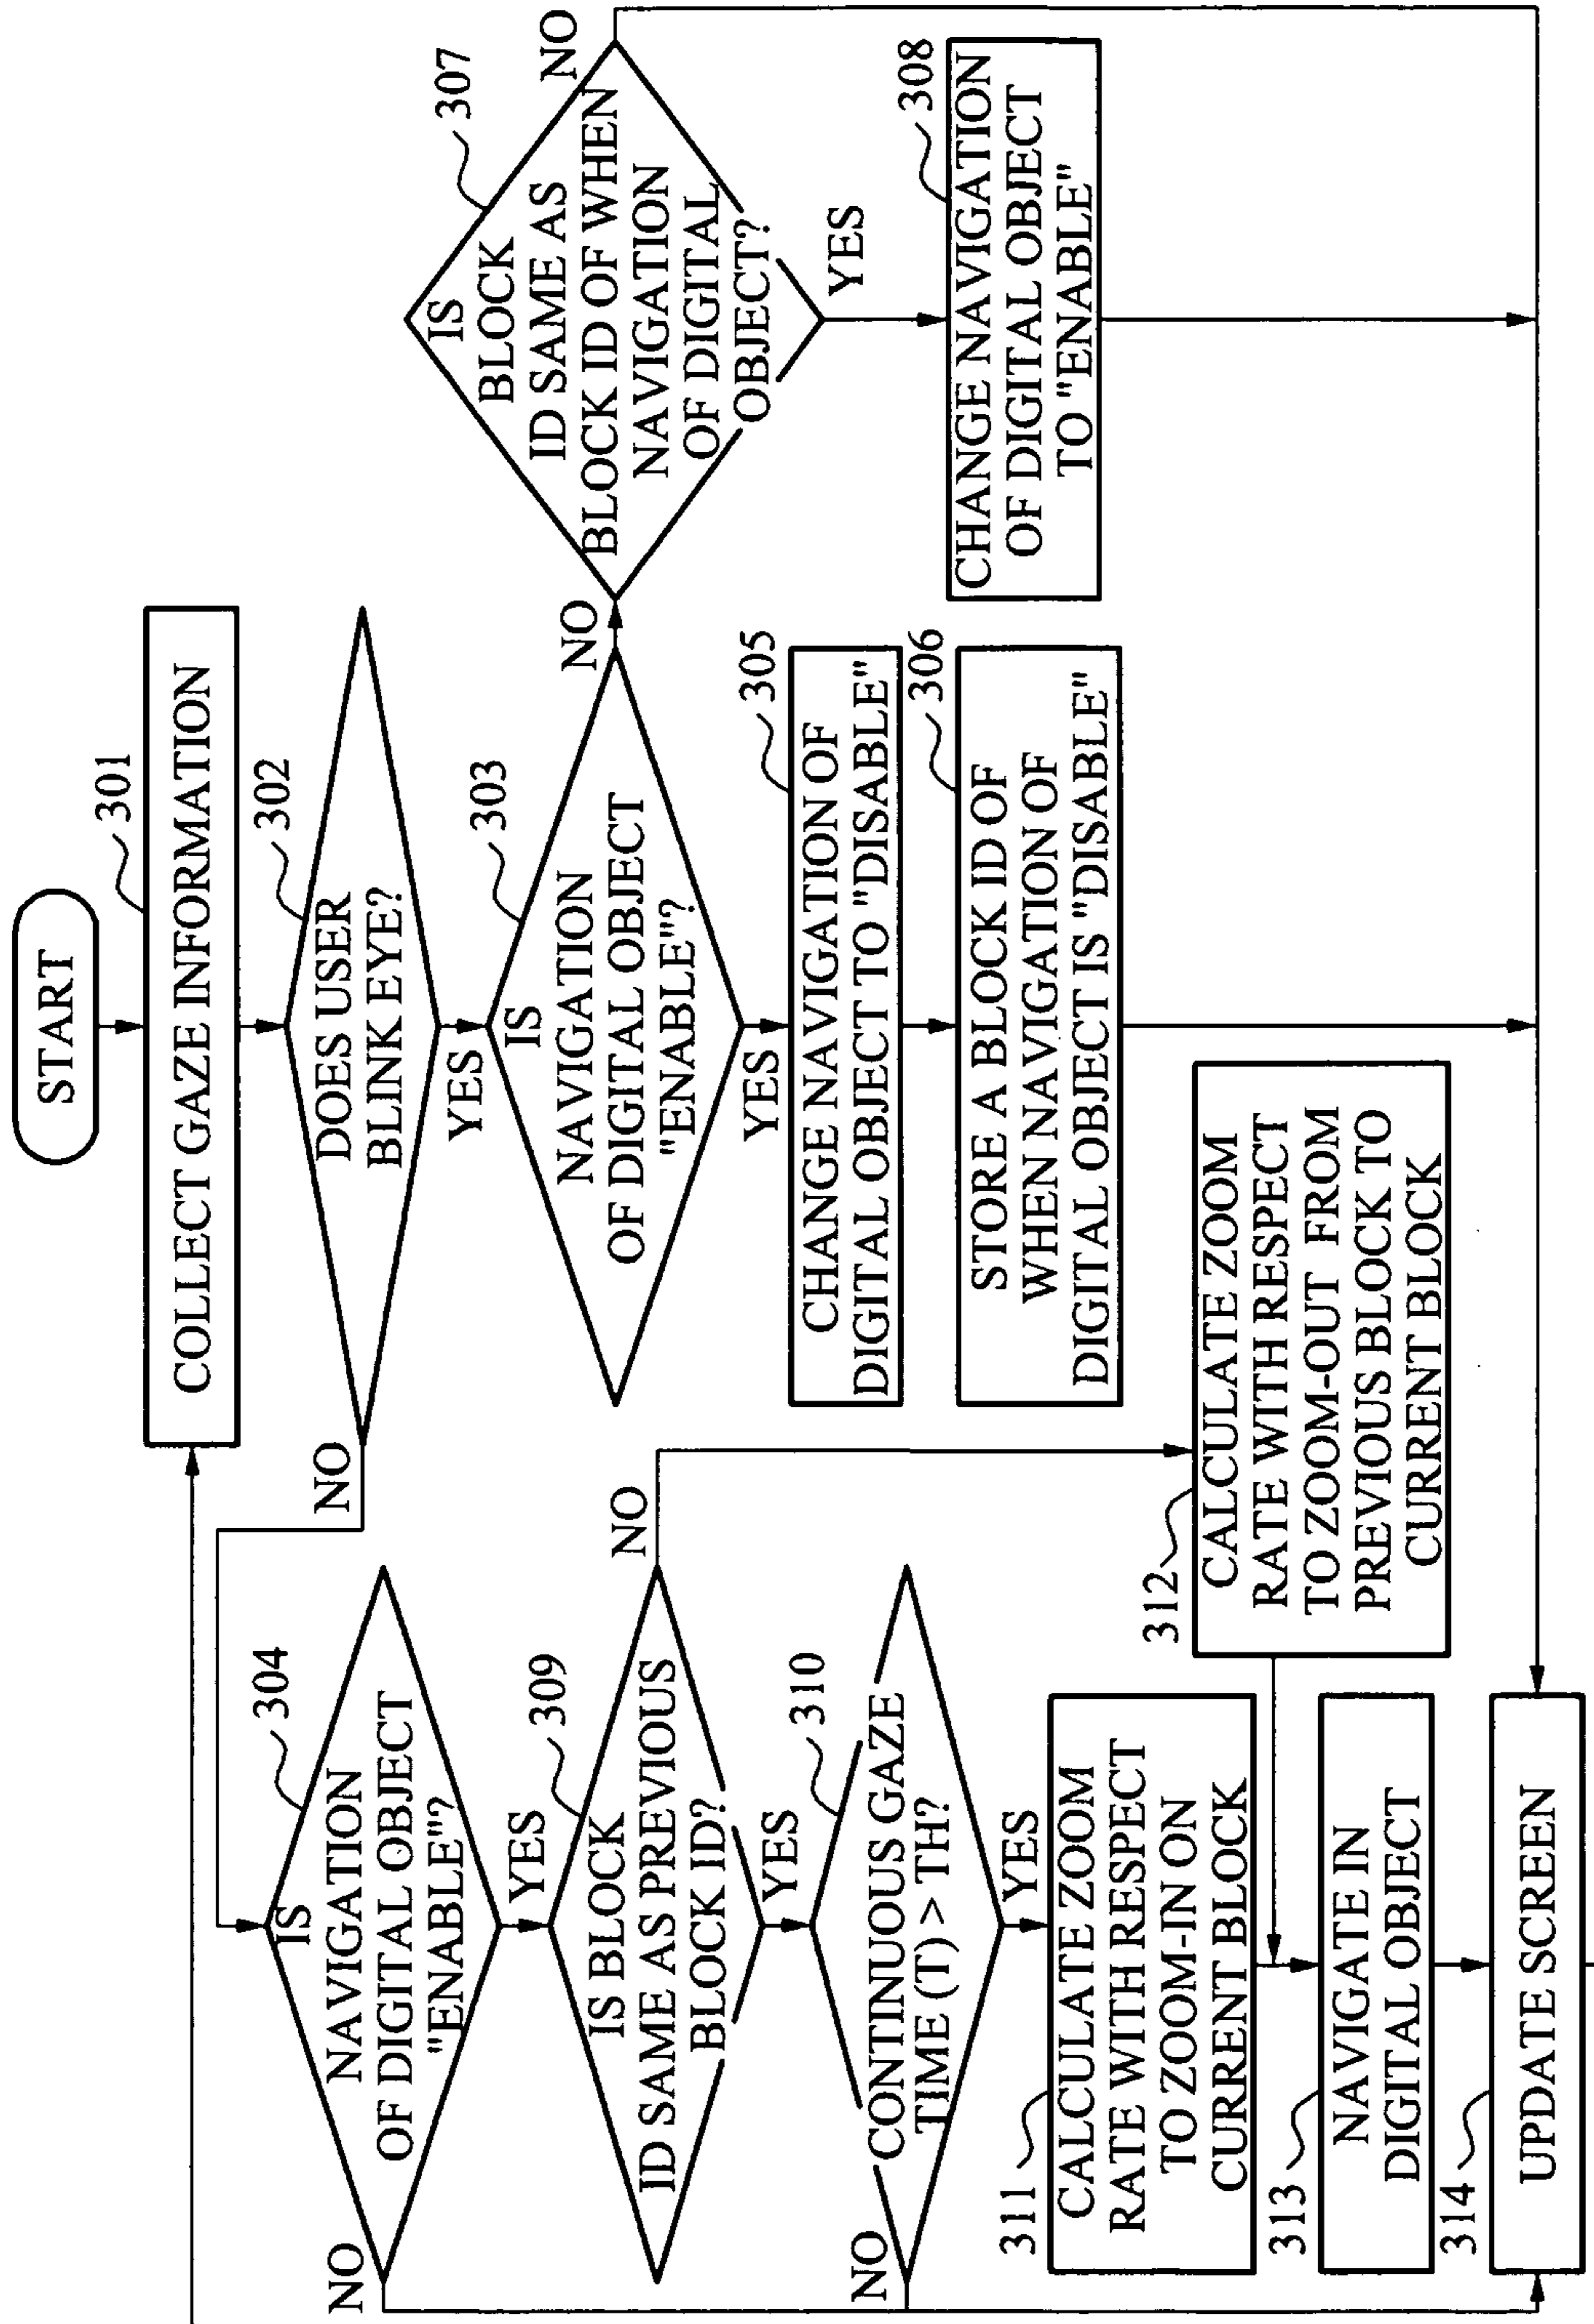 START
301
COLLECT GAZE INFORMATION
302
DOES USER
BLINK EYE?
NO
YES
303
IS
NAVIGATION
OF DIGITAL OBJECT
"ENABLE"?
NO
YES
304
IS
NAVIGATION
OF DIGITAL OBJECT
"ENABLE"'?
NO
YES
305
CHANGE NAVIGATION OF
DIGITAL OBJECT TO "DISABLE"
306
STORE A BLOCK ID OF
WHEN NAVIGATION OF
DIGITAL OBJECT IS "DISABLE"
307
IS
BLOCK
ID SAME AS
BLOCK ID OF WHEN
NAVIGATION
OF DIGITAL
OBJECT?
NO
YES
308
CHANGE NAVIGATION
OF DIGITAL OBJECT
TO "ENABLE"
309
IS BLOCK
ID SAME AS PREVIOUS
BLOCK ID?
NO
YES
310
CONTINUOUS GAZE
TIME (T) > TH?
NO
YES
311
CALCULATE ZOOM
RATE WITH RESPECT
TO ZOOM-IN ON
CURRENT BLOCK
312
CALCULATE ZOOM
RATE WITH RESPECT
TO ZOOM-OUT FROM
PREVIOUS BLOCK TO
CURRENT BLOCK
313
NAVIGATE IN
DIGITAL OBJECT
314
UPDATE SCREEN